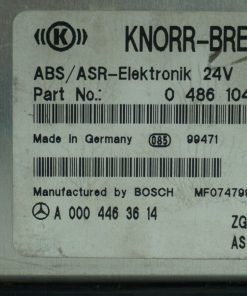 ((K)) KNORR-BRE
ABS/ASR-Elektronik 24V
Part No.: 0 486 104
Made in Germany 085 99471
Manufactured by BOSCH MF07479
A 000 446 36 14
ZG
AS